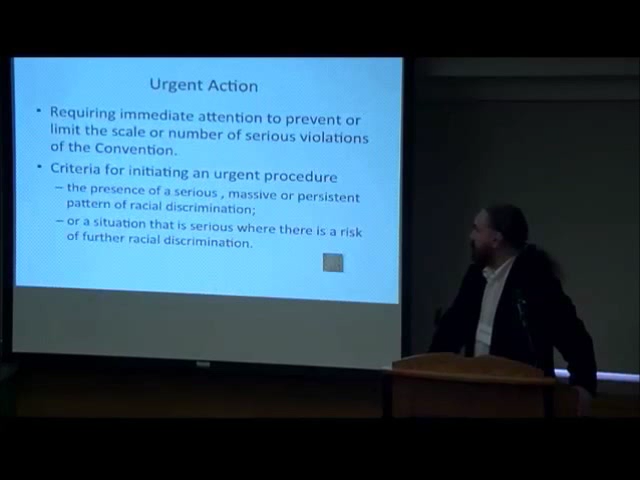 Urgent Action
• Requiring immediate attention to prevent or
limit the scale or number of serious violations
of the Convention.
• Criteria for initiating an urgent procedure
– the presence of a serious , massive or persistent
pattern of racial discrimination;
– or a situation that is serious where there is a risk
of further racial discrimination.